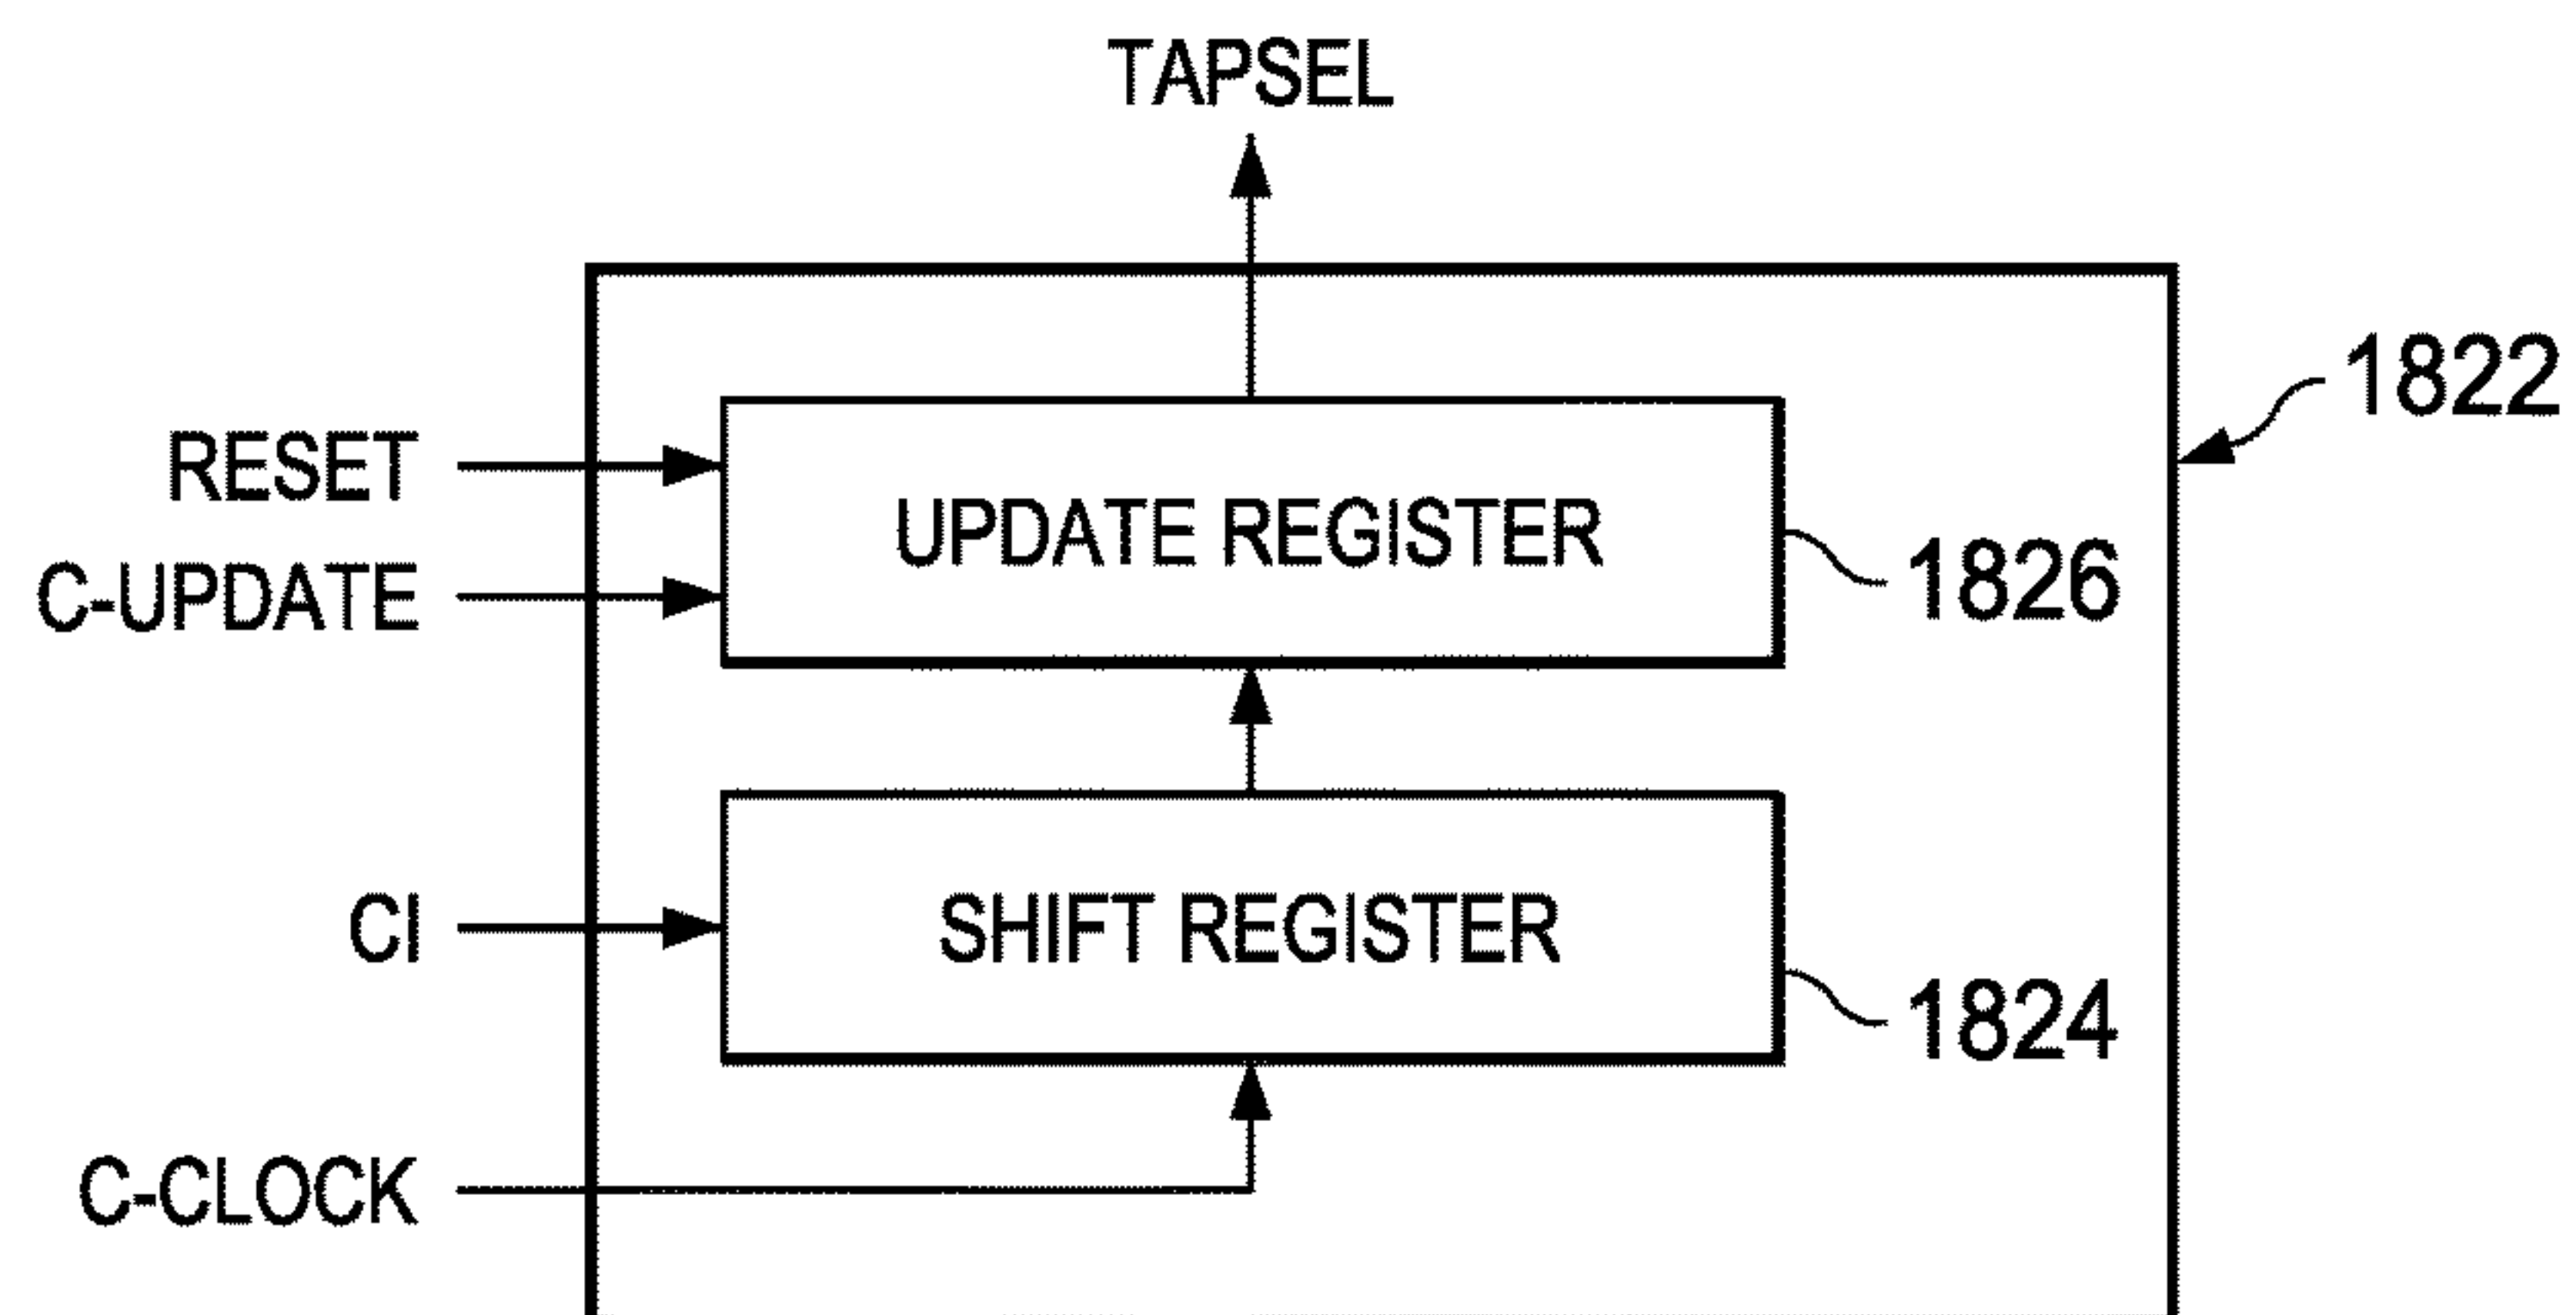 TAPSEL
1822
RESET
UPDATE REGISTER
C-UPDATE
1826
CI
SHIFT REGISTER
1824
C-CLOCK